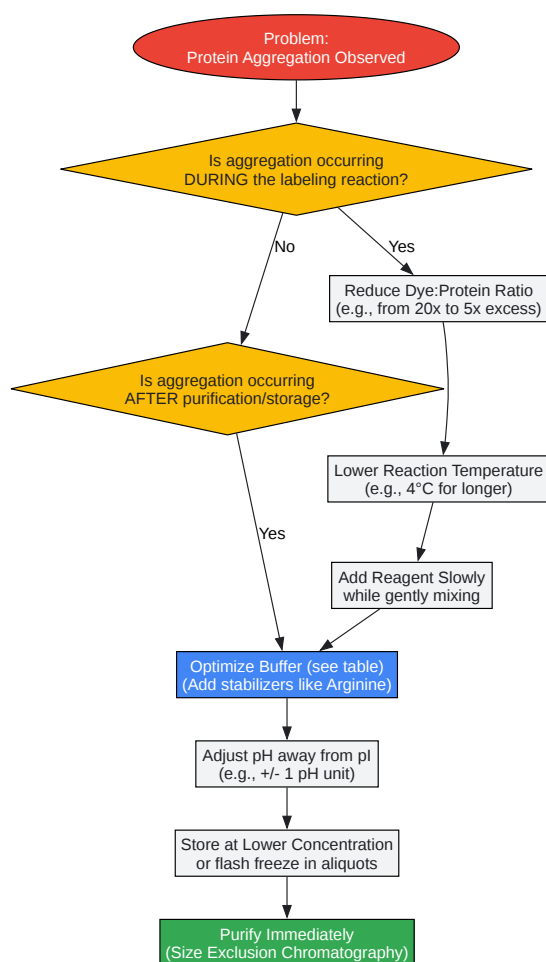 Problem:
Protein Aggregation Observed
Is aggregation occurring
DURING the labeling reaction?
No
Yes
Reduce Dye:Protein Ratio
(e.g., from 20x to 5x excess)
Is aggregation occurring
AFTER purification/storage?
Lower Reaction Temperature
(e.g., 4°C for longer)
Yes
Add Reagent Slowly
while gently mixing
Optimize Buffer (see table)
(Add stabilizers like Arginine)
Adjust pH away from pI
(e.g., +/- 1 pH unit)
Store at Lower Concentration
or flash freeze in aliquots
Purify Immediately
(Size Exclusion Chromatography)